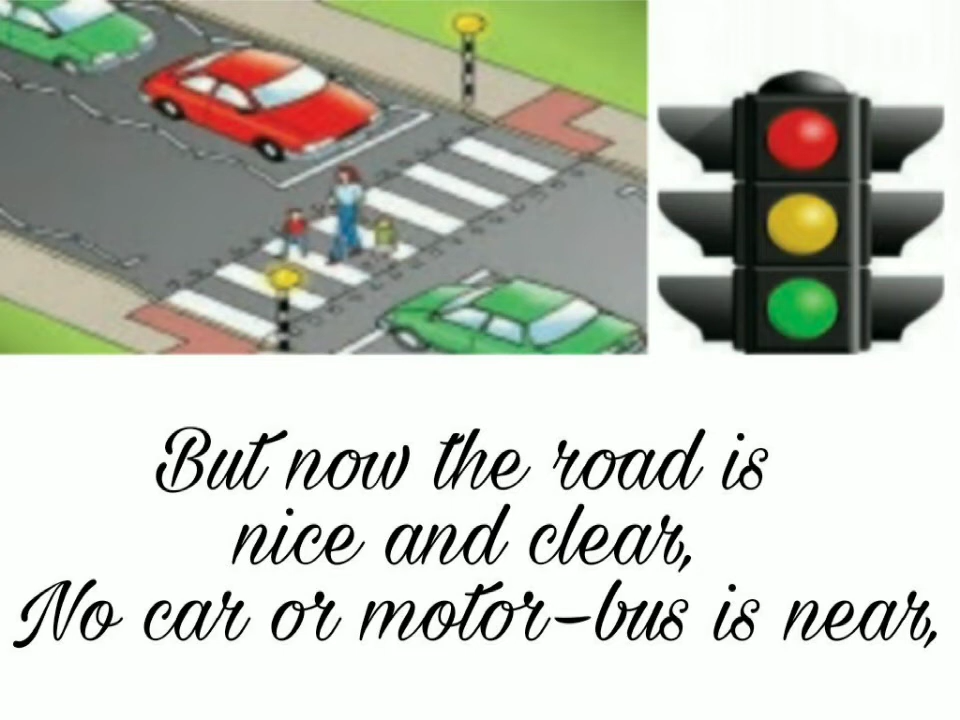 But now the road is
nice and clear,
No car or motor-bus is near,